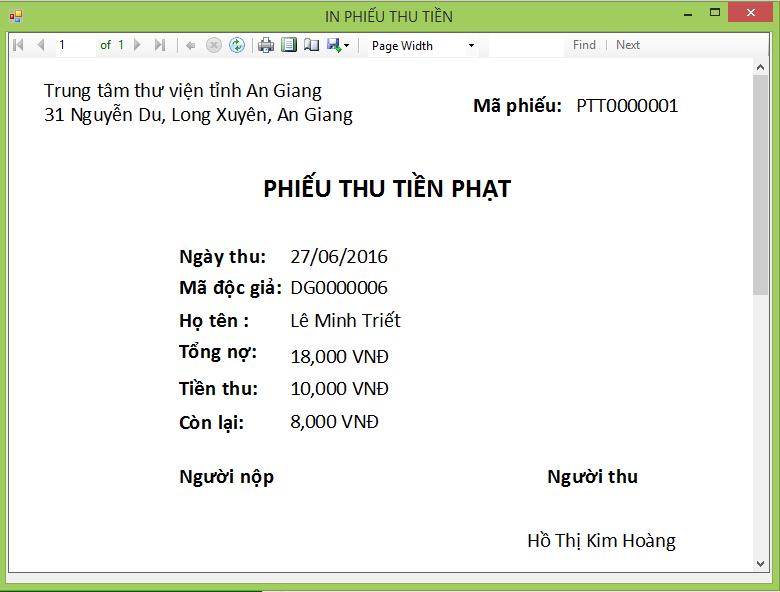 IN PHIẾU THU TIỀN
1 of 1 Page Width Find Next
Trung tâm thư viện tỉnh An Giang
31 Nguyễn Du, Long Xuyên, An Giang
Mã phiếu: PTT0000001
PHIẾU THU TIỀN PHẠT
Ngày thu: 27/06/2016
Mã độc giả: DG0000006
Họ tên : Lê Minh Triết
Tổng nợ: 18,000 VNĐ
Tiền thu: 10,000 VNĐ
Còn lại: 8,000 VNĐ
Người nộp Người thu
Hồ Thị Kim Hoàng